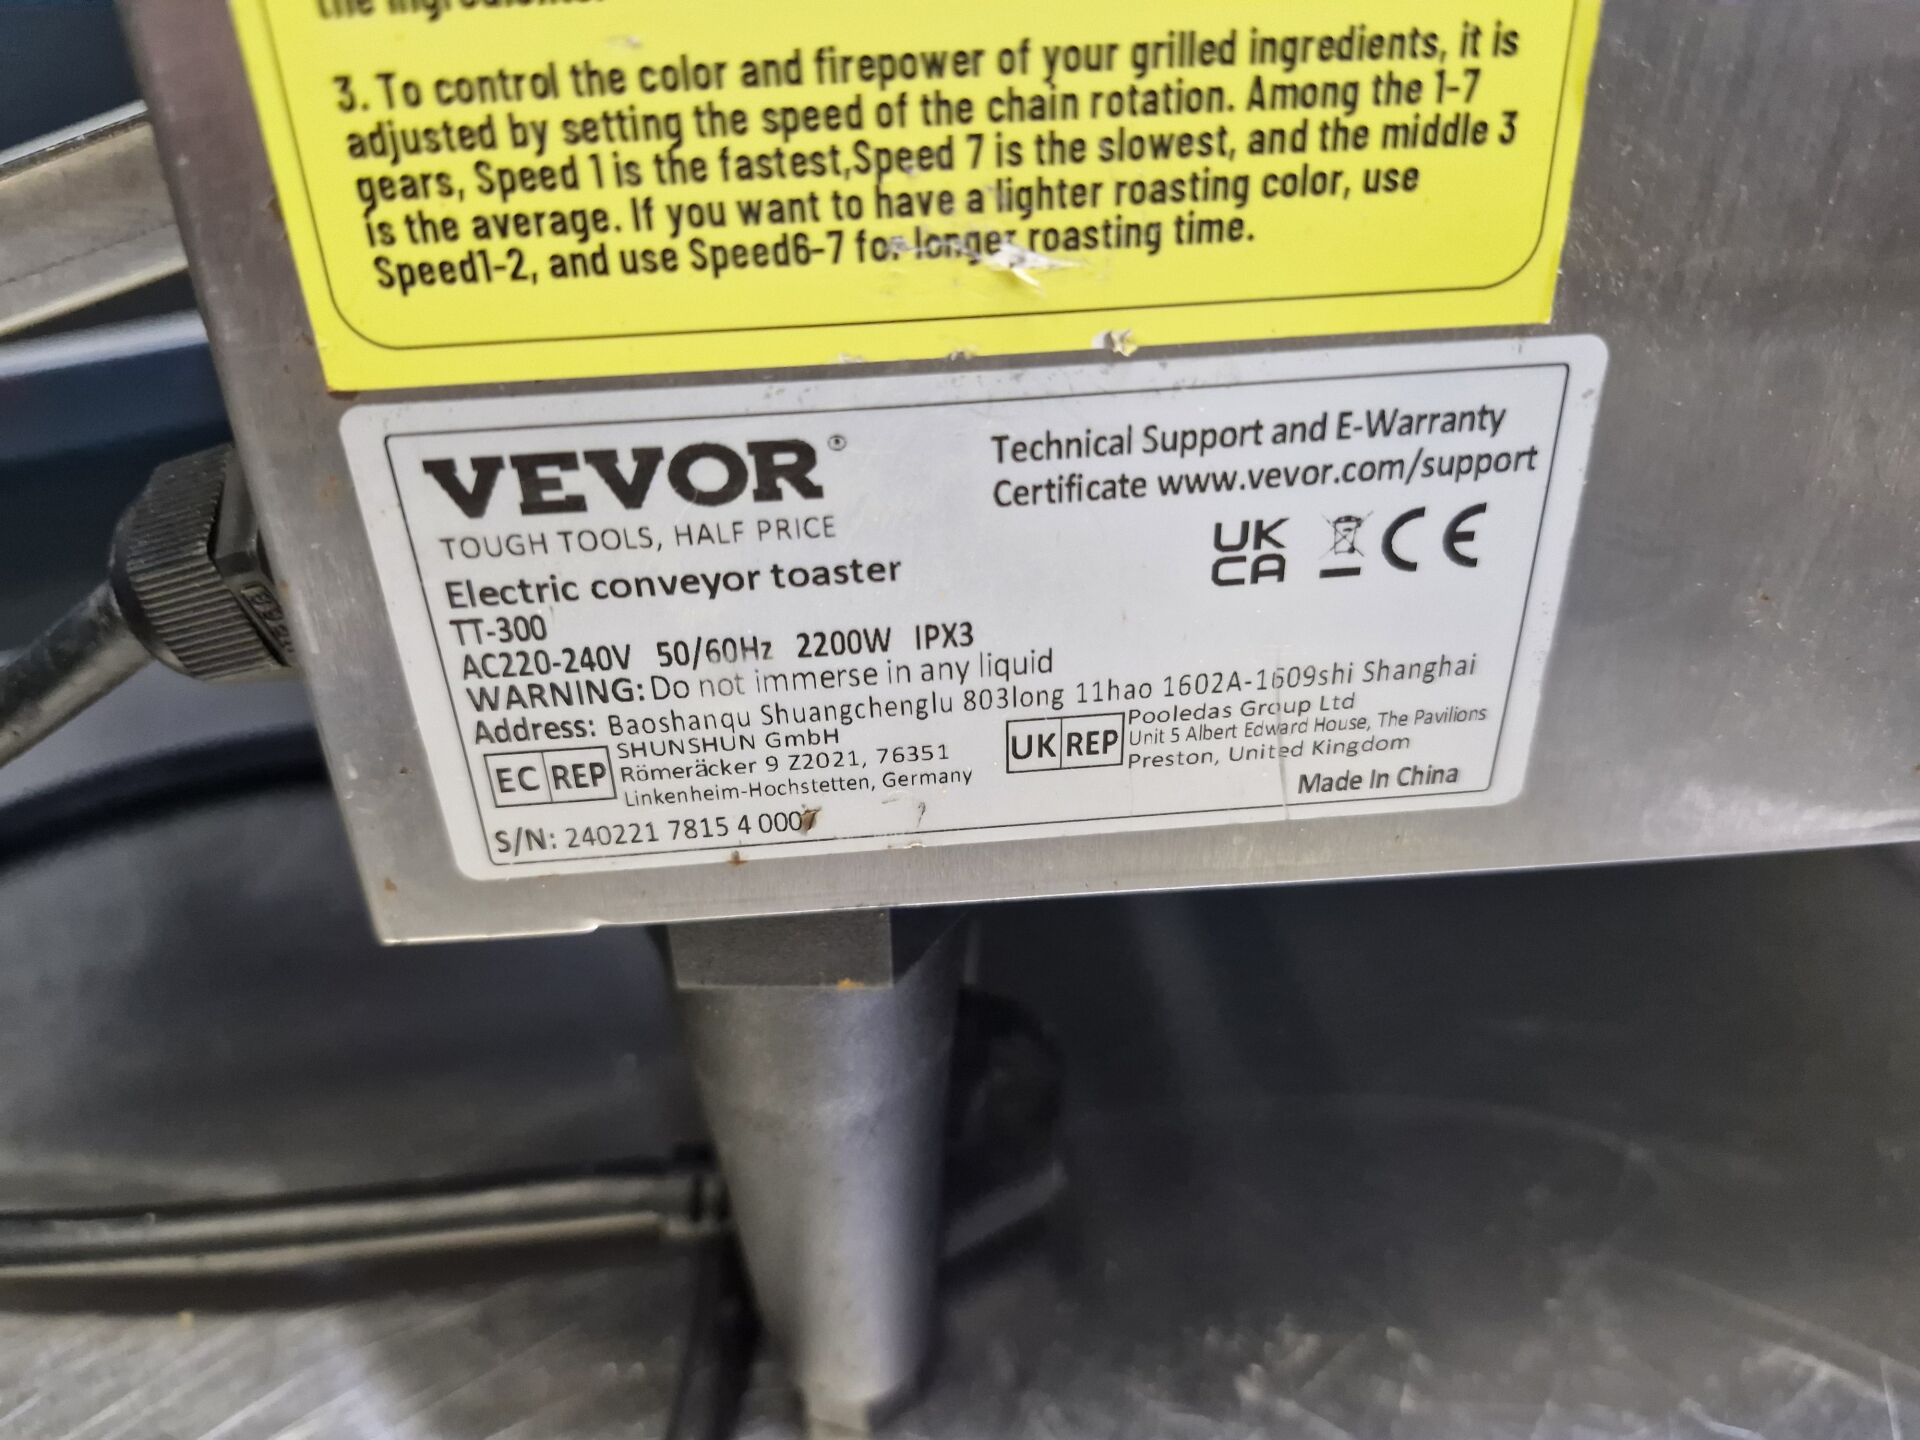 the ingredients.
3. To control the color and firepower of your grilled ingredients, it is
adjusted by setting the speed of the chain rotation. Among the 1-7
gears, Speed 1 is the fastest,Speed 7 is the slowest, and the middle 3
is the average. If you want to have a lighter roasting color, use
Speed1-2, and use Speed6-7 for longer roasting time.
VEVOR®
TOUGH TOOLS, HALF PRICE
Technical Support and E-Warranty
Certificate www.vevor.com/support
UK
CA
CE
Electric conveyor toaster
TT-300
AC220-240V 50/60Hz 2200W IPX3
WARNING: Do not immerse in any liquid
Address: Baoshanqu Shuangchenglu 803long 11hao 1602A-1609shi Shanghai
EC REP
SHUNSHUN GmbH
Römeräcker 9 Z2021, 76351
Linkenheim-Hochstetten, Germany
UK REP
Pooledas Group Ltd
Unit 5 Albert Edward House, The Pavilions
Preston, United Kingdom
Made In China
S/N: 240221 7815 4 0007